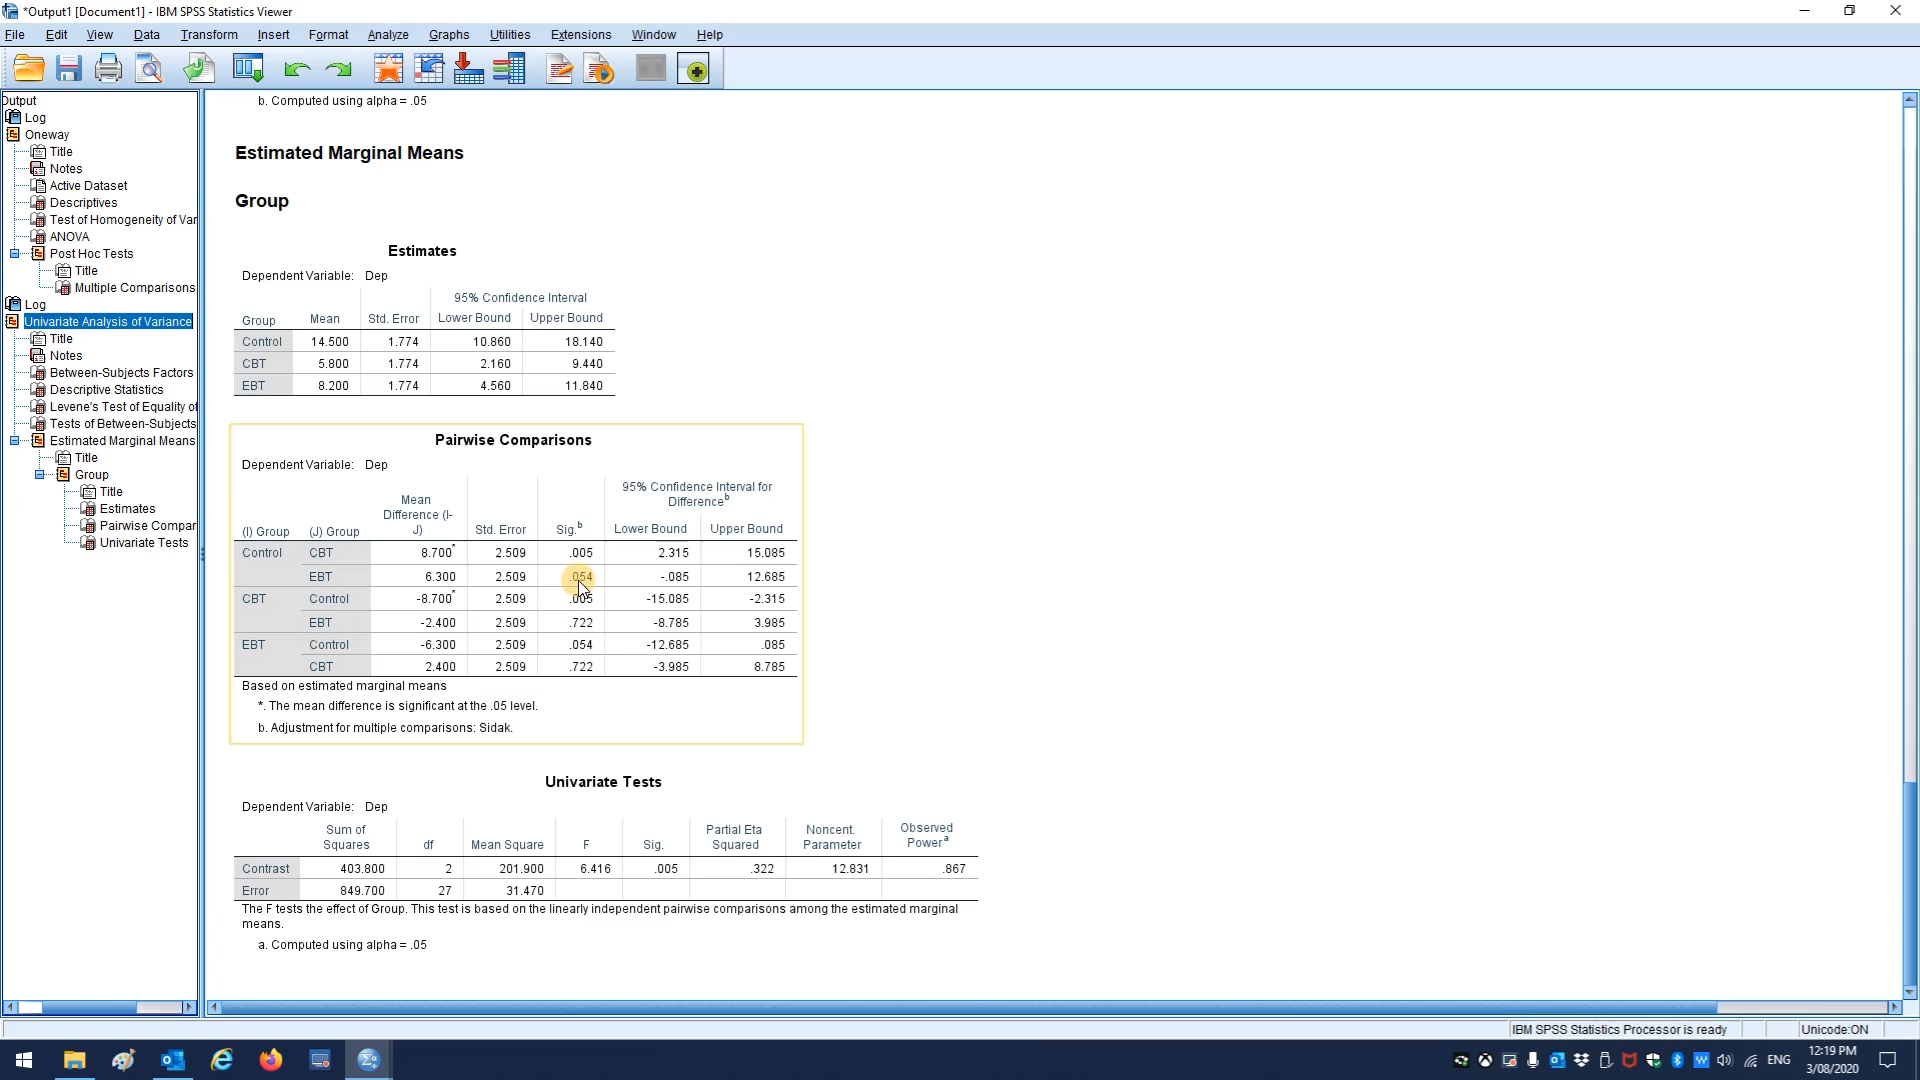 *Output1 [Document1] - IBM SPSS Statistics Viewer
File Edit View Data Transform Insert Format Analyze Graphs Utilities Extensions Window Help
Output
Log
Oneway
Title
Notes
Active Dataset
Descriptives
Test of Homogeneity of Var
ANOVA
Post Hoc Tests
Title
Multiple Comparisons
Log
Univariate Analysis of Variance
Title
Notes
Between-Subjects Factors
Descriptive Statistics
Levene's Test of Equality of
Tests of Between-Subjects
Estimated Marginal Means
Title
Group
Title
Estimates
Pairwise Compar
Univariate Tests
b. Computed using alpha = .05
Estimated Marginal Means
Group
Estimates
Dependent Variable: Dep
95% Confidence Interval
Group Mean Std. Error Lower Bound Upper Bound
Control 14.500 1.774 10.860 18.140
CBT 5.800 1.774 2.160 9.440
EBT 8.200 1.774 4.560 11.840
Pairwise Comparisons
Dependent Variable: Dep
95% Confidence Interval for
Difference b
Mean
Difference (I-
(I) Group (J) Group J) Std. Error Sig. b Lower Bound Upper Bound
Control CBT 8.700* 2.509 .005 2.315 15.085
EBT 6.300 2.509 .054 -.085 12.685
CBT Control -8.700* 2.509 .005 -15.085 -2.315
EBT -2.400 2.509 .722 -8.785 3.985
EBT Control -6.300 2.509 .054 -12.685 .085
CBT 2.400 2.509 .722 -3.985 8.785
Based on estimated marginal means
*. The mean difference is significant at the .05 level.
b. Adjustment for multiple comparisons: Sidak.
Univariate Tests
Dependent Variable: Dep
Sum of
Squares df Mean Square F Sig. Partial Eta
Squared Noncent.
Parameter Observed
Power a
Contrast 403.800 2 201.900 6.416 .005 .322 12.831 .867
Error 849.700 27 31.470
The F tests the effect of Group. This test is based on the linearly independent pairwise comparisons among the estimated marginal
means.
a. Computed using alpha = .05
IBM SPSS Statistics Processor is ready Unicode:ON
ENG
12:19 PM
3/08/2020